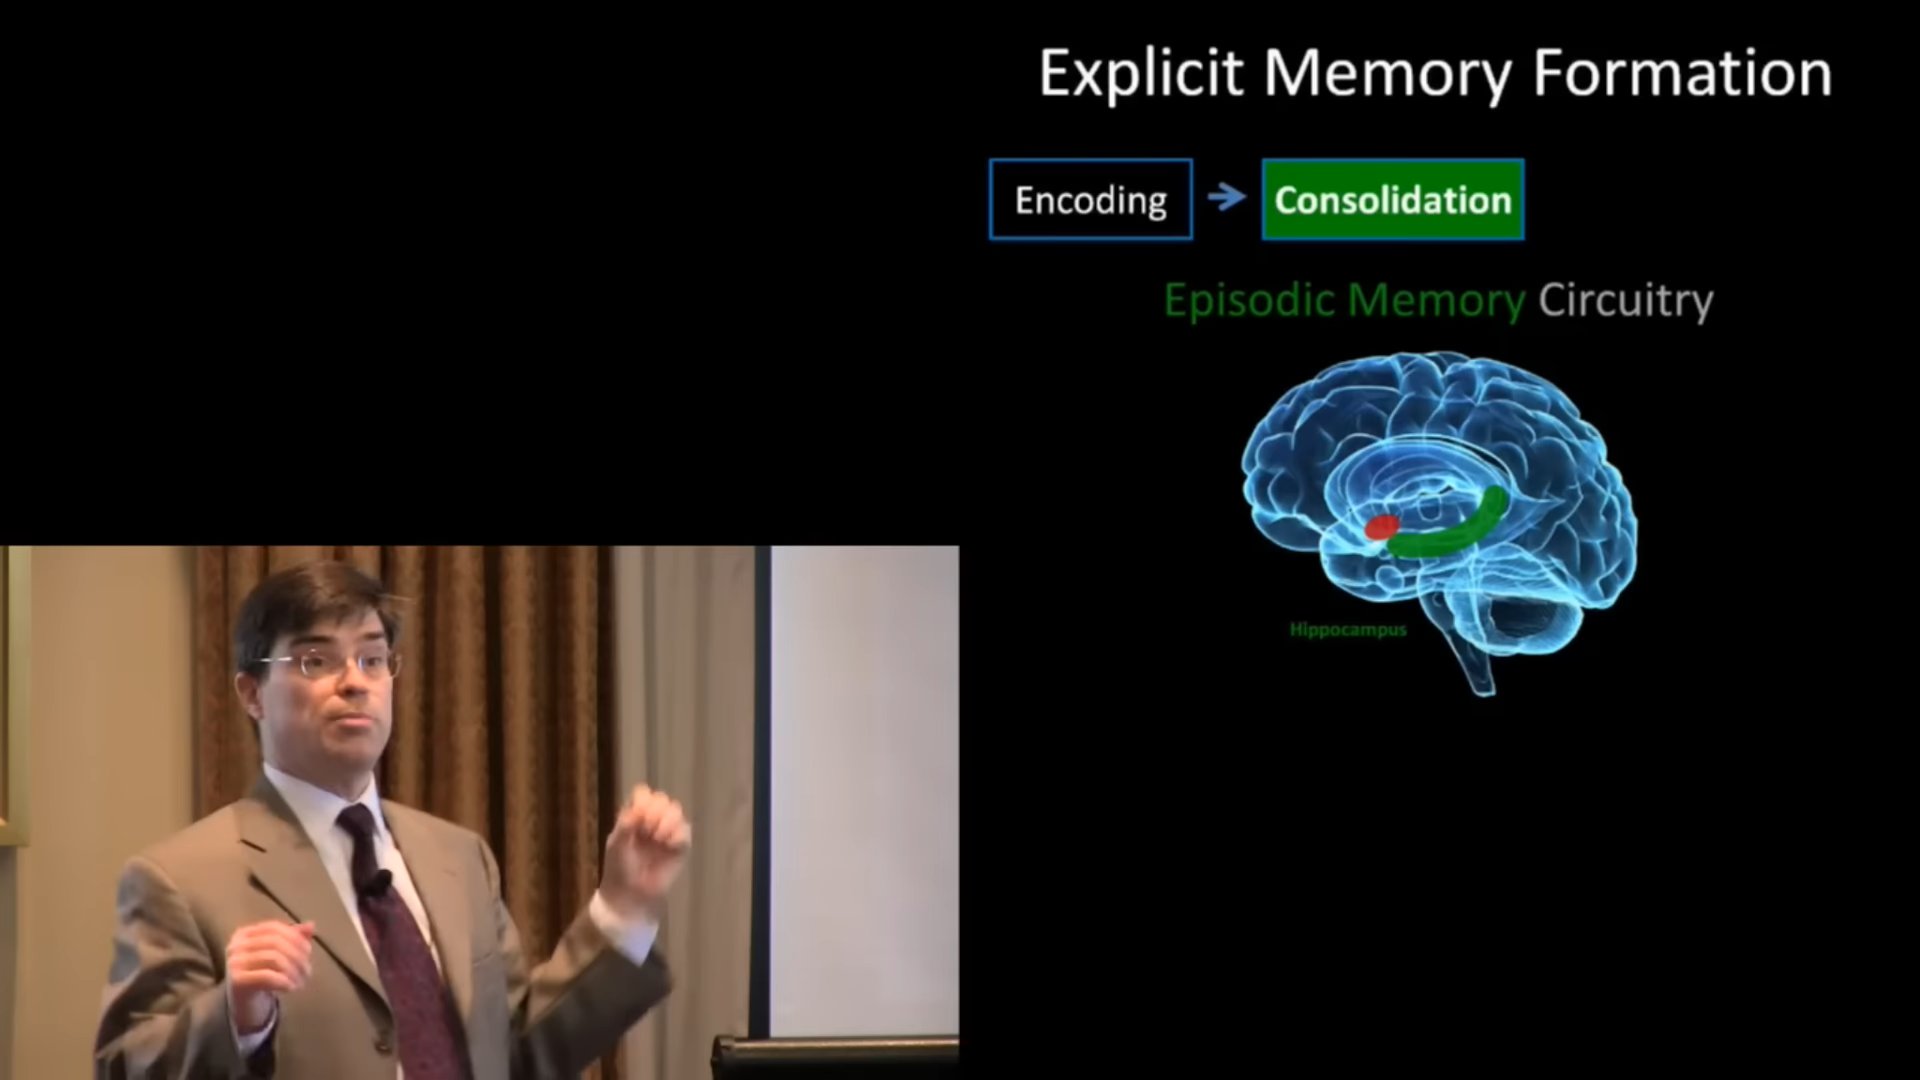 Explicit Memory Formation
Encoding
Consolidation
Episodic Memory Circuitry
Hippocampus